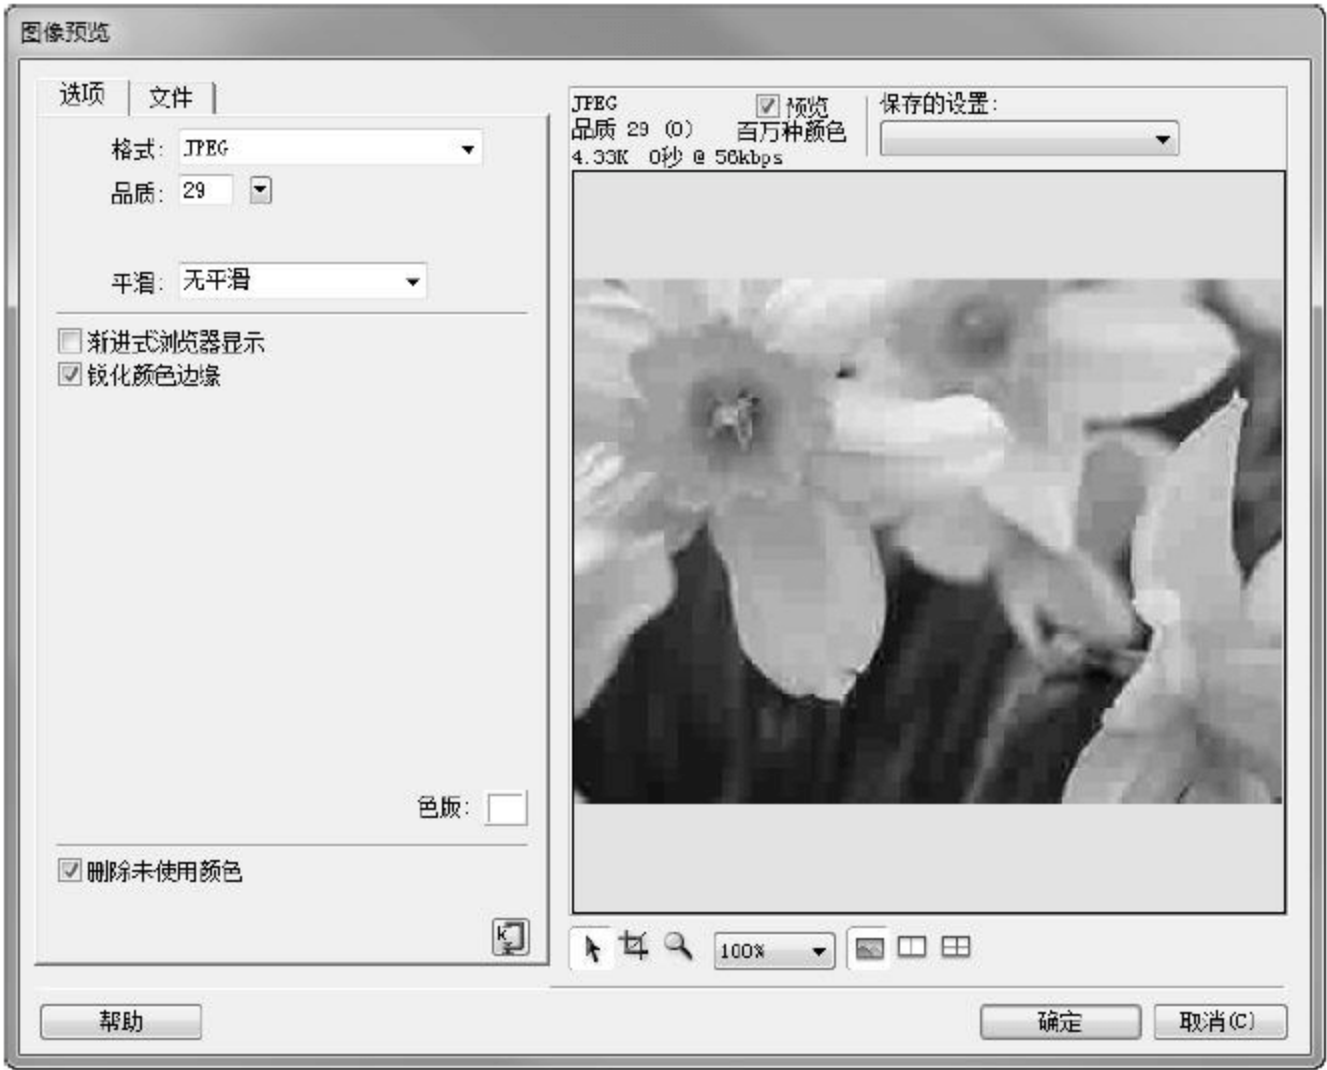 图像预览
选项
文件
格式: JPEG
品质: 29
平滑: 无平滑
渐进式浏览器显示
锐化颜色边缘
色版:
删除未使用颜色
帮助
JPEG
预览
品质 29 (0)
百万种颜色
4.33K 0秒 @ 56kbps
保存的设置:
100%
确定
取消(C)